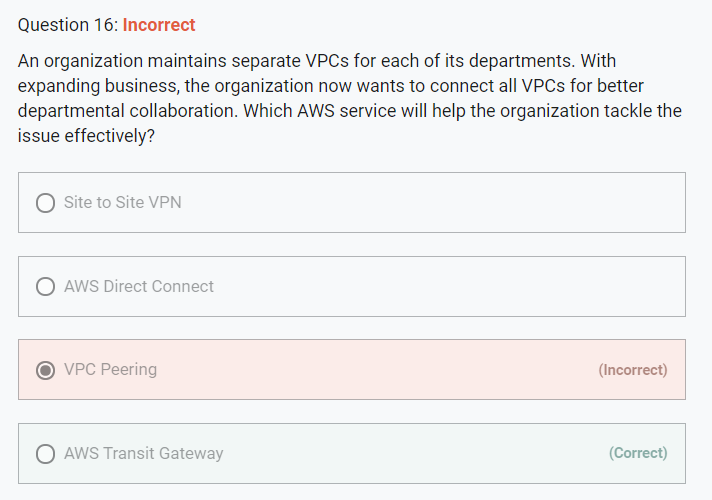 Question 16: Incorrect
An organization maintains separate VPCs for each of its departments. With
expanding business, the organization now wants to connect all VPCs for better
departmental collaboration. Which AWS service will help the organization tackle the
issue effectively?
Site to Site VPN
AWS Direct Connect
VPC Peering (Incorrect)
AWS Transit Gateway (Correct)